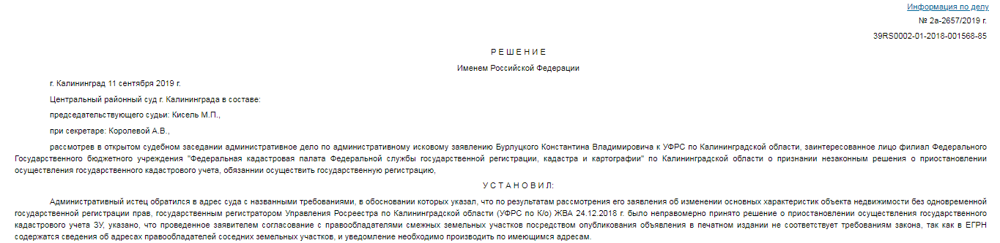 Информация по делу
№ 2а-2657/2019 г.
39RS0002-01-2018-001568-85
Р Е Ш Е Н И Е
Именем Российской Федерации
г. Калининград 11 сентября 2019 г.
Центральный районный суд г. Калининграда в составе:
председательствующего судьи: Кисель М.П.,
при секретаре: Королевой А.В.,
рассмотрев в открытом судебном заседании административное дело по административному исковому заявлению Бурлуцкого Константина Владимировича к УФРС по Калининградской области, заинтересованное лицо филиал Федерального
Государственного бюджетного учреждения "Федеральная кадастровая палата Федеральной службы государственной регистрации, кадастра и картографии" по Калининградской области о признании незаконным решения о приостановлении
осуществления государственного кадастрового учета, обязании осуществить государственную регистрацию,
У С Т А Н О В И Л:
Административный истец обратился в адрес суда с названными требованиями, в обосновании которых указал, что по результатам рассмотрения его заявления об изменении основных характеристик объекта недвижимости без одновременной
государственной регистрации прав, государственным регистратором Управления Росреестра по Калининградской области (УФРС по К/о) ЖВА 24.12.2018 г. было неправомерно принято решение о приостановлении осуществления государственного
кадастрового учета ЗУ, указано, что проведенное заявителем согласование с правообладателями смежных земельных участков посредством опубликования объявления в печатном издании не соответствует требованиям закона, так как в ЕГРН
содержатся сведения об адресах правообладателей соседних земельных участков, и уведомление необходимо производить по имеющимся адресам.